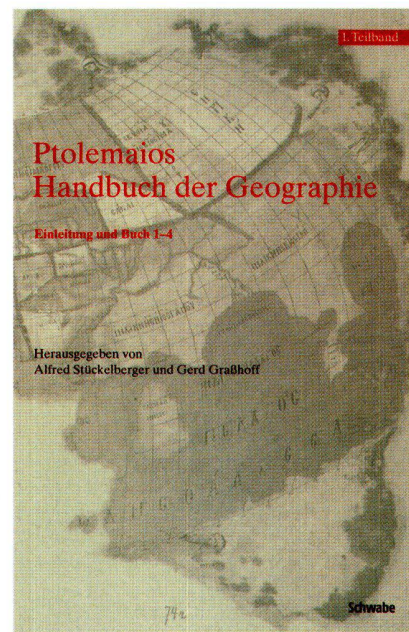 1. Teilband
Ptolemaios
Handbuch der Geographie
Einleitung und Buch 1–4
Herausgegeben von
Alfred Stückelberger und Gerd Graßhoff
Schwabe